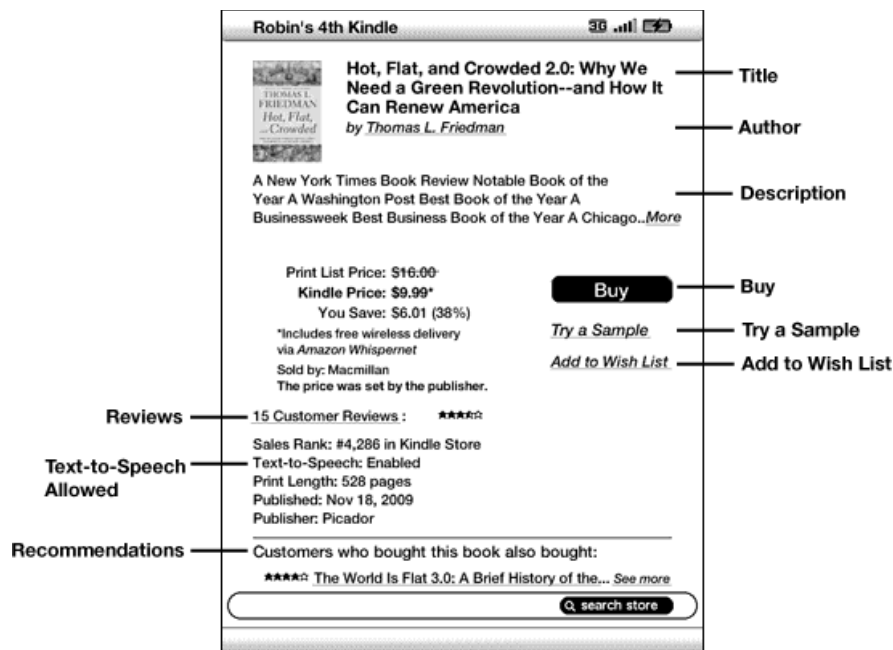 Robin's 4th Kindle
3G
THOMAS L.
FRIEDMAN
Hot, Flat,
and Crowded
Hot, Flat, and Crowded 2.0: Why We
Need a Green Revolution--and How It
Can Renew America
by Thomas L. Friedman
Title
Author
A New York Times Book Review Notable Book of the
Year A Washington Post Best Book of the Year A
Businessweek Best Business Book of the Year A Chicago..More
Description
Print List Price: $16.00
Kindle Price: $9.99*
You Save: $6.01 (38%)
*Includes free wireless delivery
via Amazon Whispernet
Sold by: Macmillan
The price was set by the publisher.
Buy
Buy
Try a Sample
Try a Sample
Add to Wish List
Add to Wish List
Reviews
15 Customer Reviews :
Sales Rank: #4,286 in Kindle Store
Text-to-Speech: Enabled
Print Length: 528 pages
Published: Nov 18, 2009
Publisher: Picador
Text-to-Speech
Allowed
Recommendations
Customers who bought this book also bought:
The World Is Flat 3.0: A Brief History of the... See more
search store